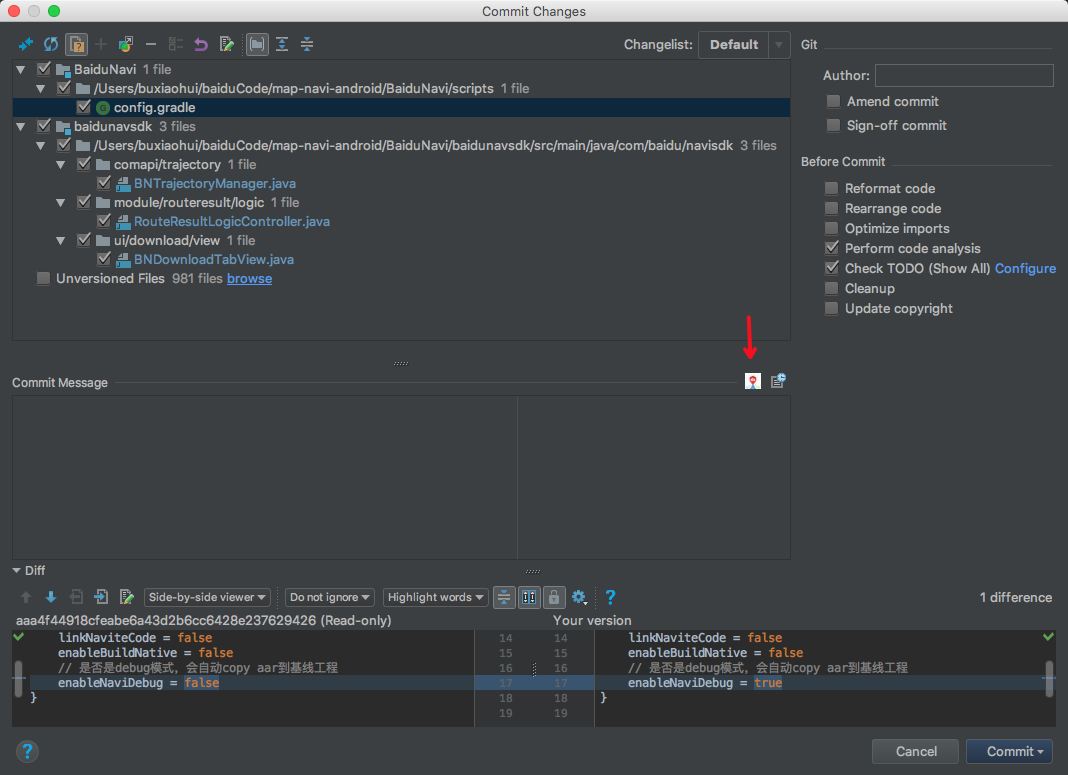 Commit Changes
Changelist: Default
Git
BaiduNavi 1 file
Author:
/Users/buxiaohui/baiduCode/map-navi-android/BaiduNavi/scripts 1 file
Amend commit
config.gradle
Sign-off commit
baidunavsdk 3 files
/Users/buxiaohui/baiduCode/map-navi-android/BaiduNavi/baidunavsdk/src/main/java/com/baidu/navisdk 3 files
comapi/trajectory 1 file
Before Commit
BNTrajectoryManager.java
Reformat code
module/routeresult/logic 1 file
Rearrange code
RouteResultLogicController.java
Optimize imports
ui/download/view 1 file
Perform code analysis
BNDownloadTabView.java
Check TODO (Show All) Configure
Unversioned Files 981 files browse
Cleanup
Update copyright
Commit Message
Diff
Side-by-side viewer
Do not ignore
Highlight words
?
1 difference
aaa4f44918cfeabe6a43d2b6cc6428e237629426 (Read-only)
Your version
linkNaviteCode = false 14 14 linkNaviteCode = false
enableBuildNative = false 15 15 enableBuildNative = false
// 是否是debug模式，会自动copy aar到基线工程 16 16 // 是否是debug模式，会自动copy aar到基线工程
enableNaviDebug = false 17 17 enableNaviDebug = true
} 18 18 }
19 19
?
Cancel
Commit